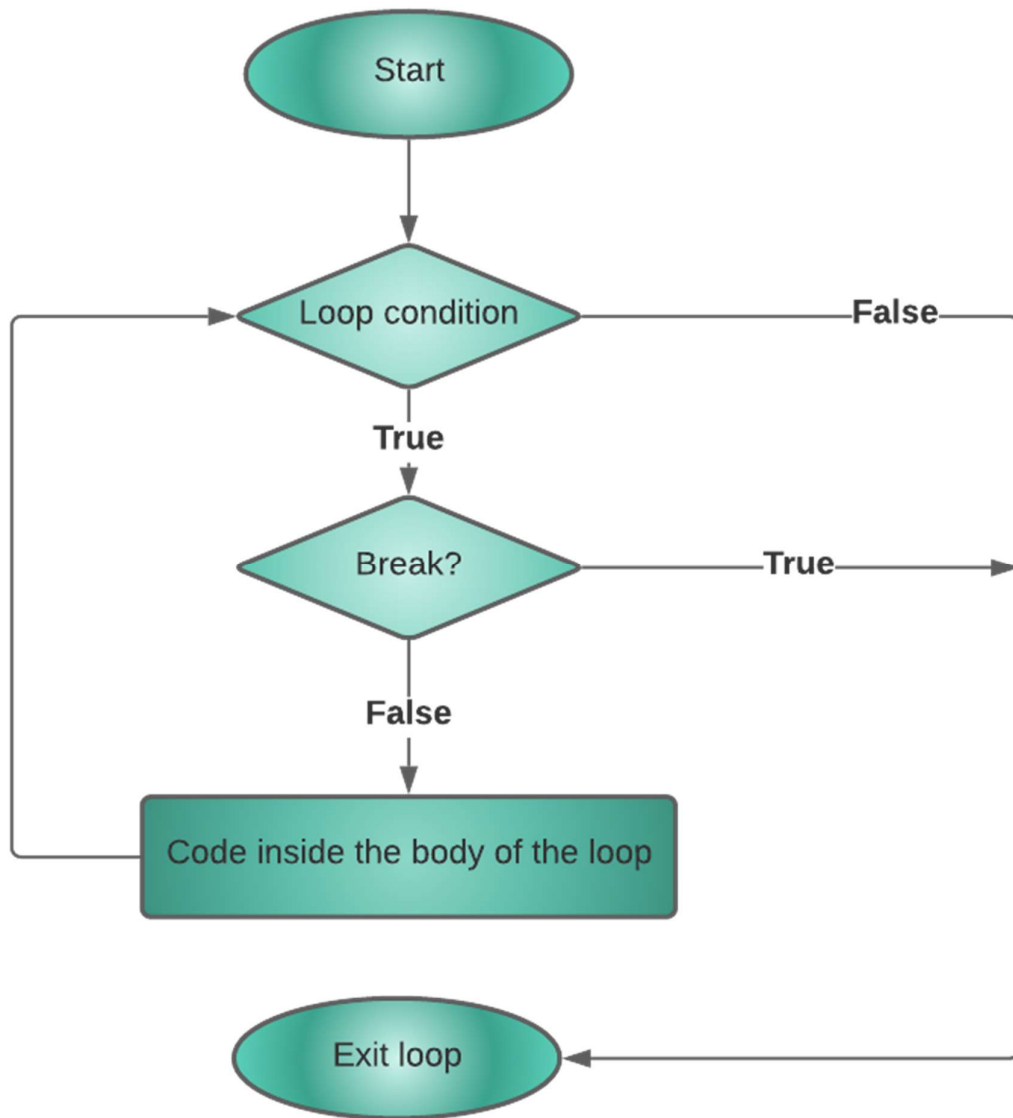 Start
Loop condition
False
True
Break?
True
False
Code inside the body of the loop
Exit loop